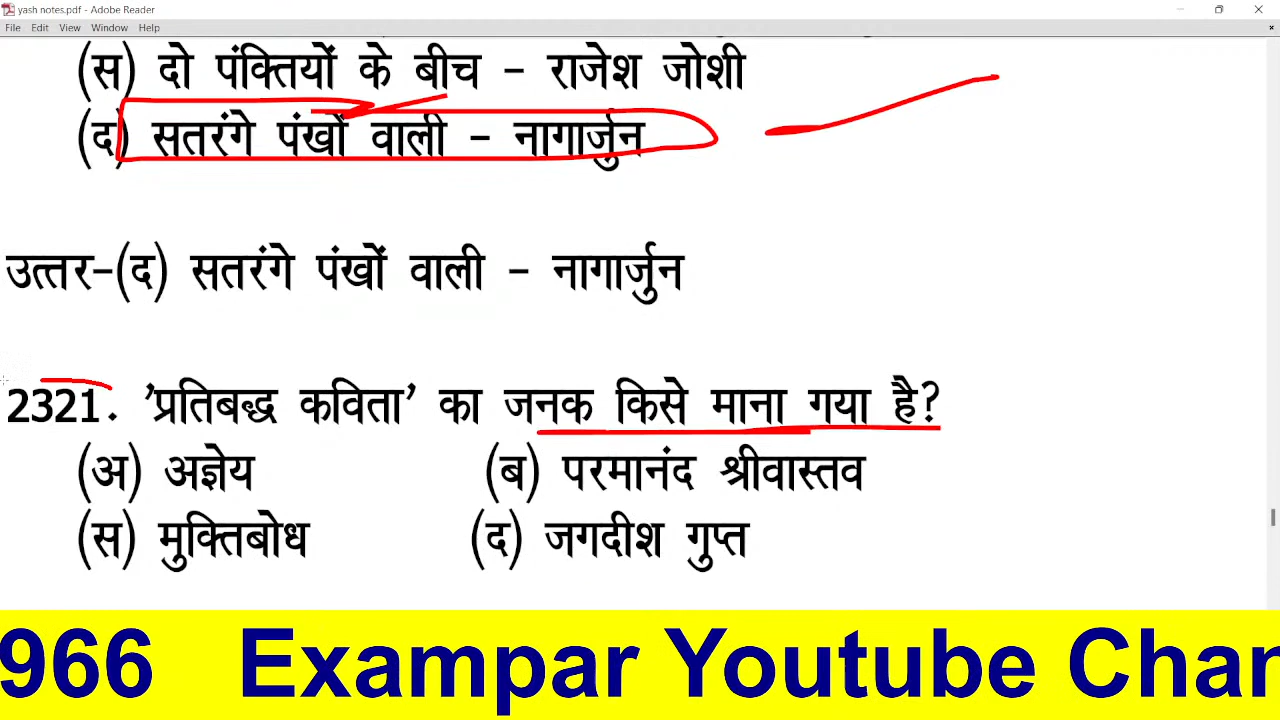 yash notes.pdf - Adobe Reader
File Edit View Window Help
(स) दो पंक्तियों के बीच - राजेश जोशी
(द) सतरंगे पंखों वाली - नागार्जुन
उत्तर-(द) सतरंगे पंखों वाली - नागार्जुन
2321. 'प्रतिबद्ध कविता' का जनक किसे माना गया है?
(अ) अज्ञेय (ब) परमानंद श्रीवास्तव
(स) मुक्तिबोध (द) जगदीश गुप्त
966 Exampar Youtube Chan